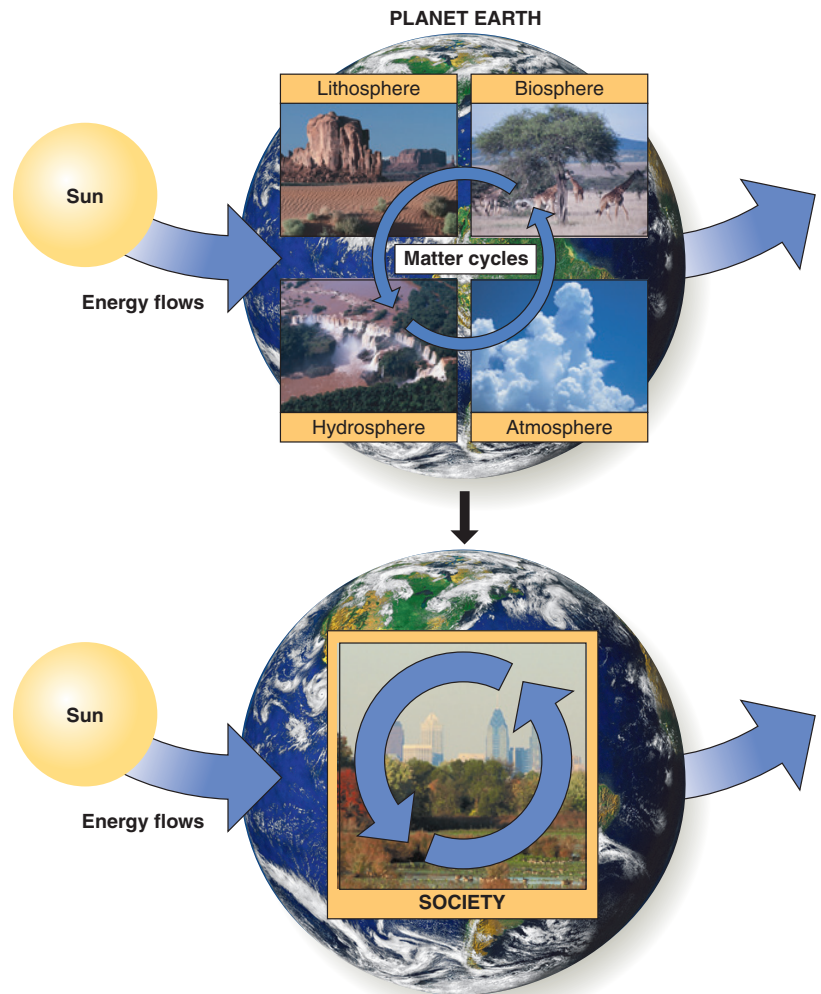 PLANET EARTH
Lithosphere
Biosphere
Sun
Matter cycles
Energy flows
Hydrosphere
Atmosphere
Sun
Energy flows
SOCIETY